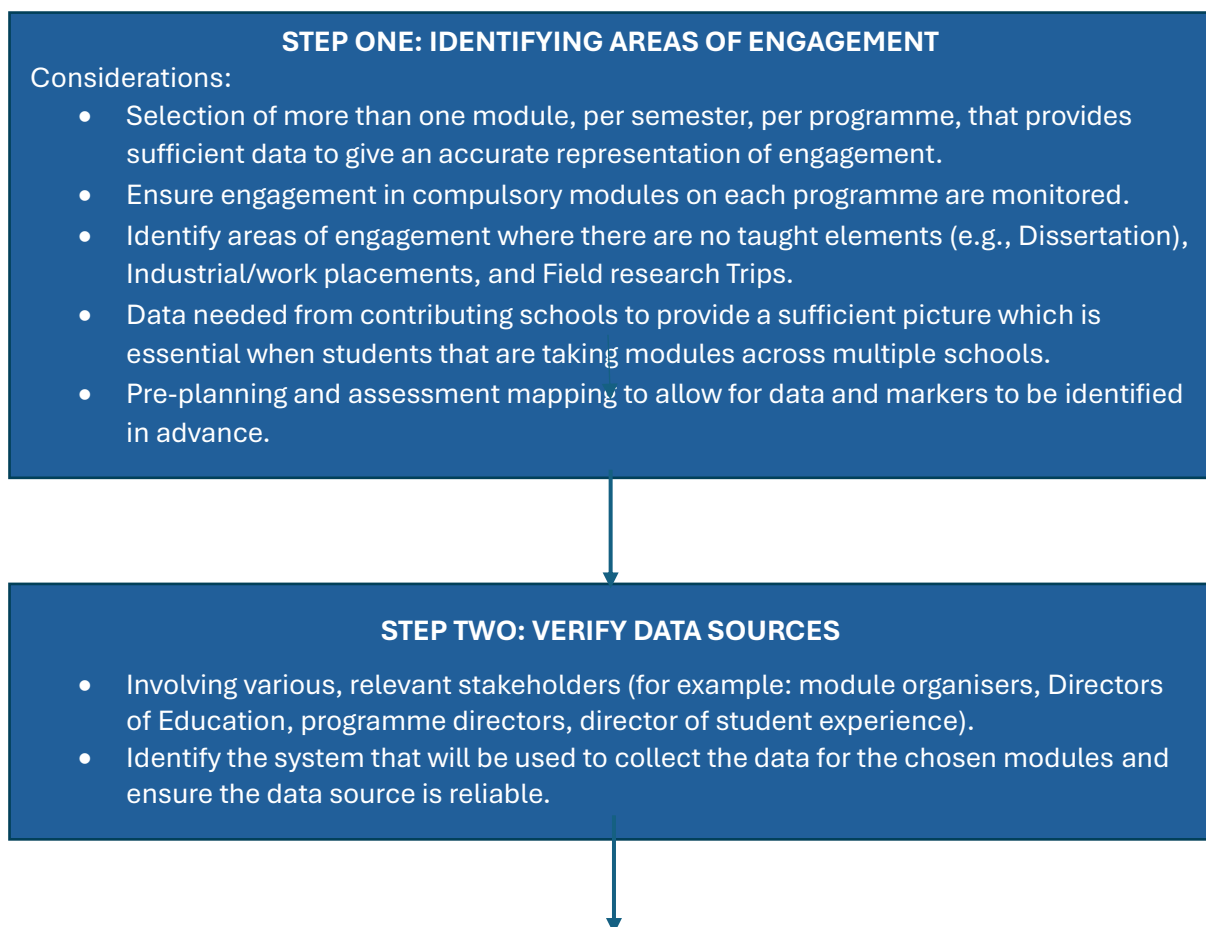 STEP ONE: IDENTIFYING AREAS OF ENGAGEMENT
Considerations:
• Selection of more than one module, per semester, per programme, that provides
sufficient data to give an accurate representation of engagement.
• Ensure engagement in compulsory modules on each programme are monitored.
• Identify areas of engagement where there are no taught elements (e.g., Dissertation),
Industrial/work placements, and Field research Trips.
• Data needed from contributing schools to provide a sufficient picture which is
essential when students that are taking modules across multiple schools.
• Pre-planning and assessment mapping to allow for data and markers to be identified
in advance.
STEP TWO: VERIFY DATA SOURCES
• Involving various, relevant stakeholders (for example: module organisers, Directors
of Education, programme directors, director of student experience).
• Identify the system that will be used to collect the data for the chosen modules and
ensure the data source is reliable.